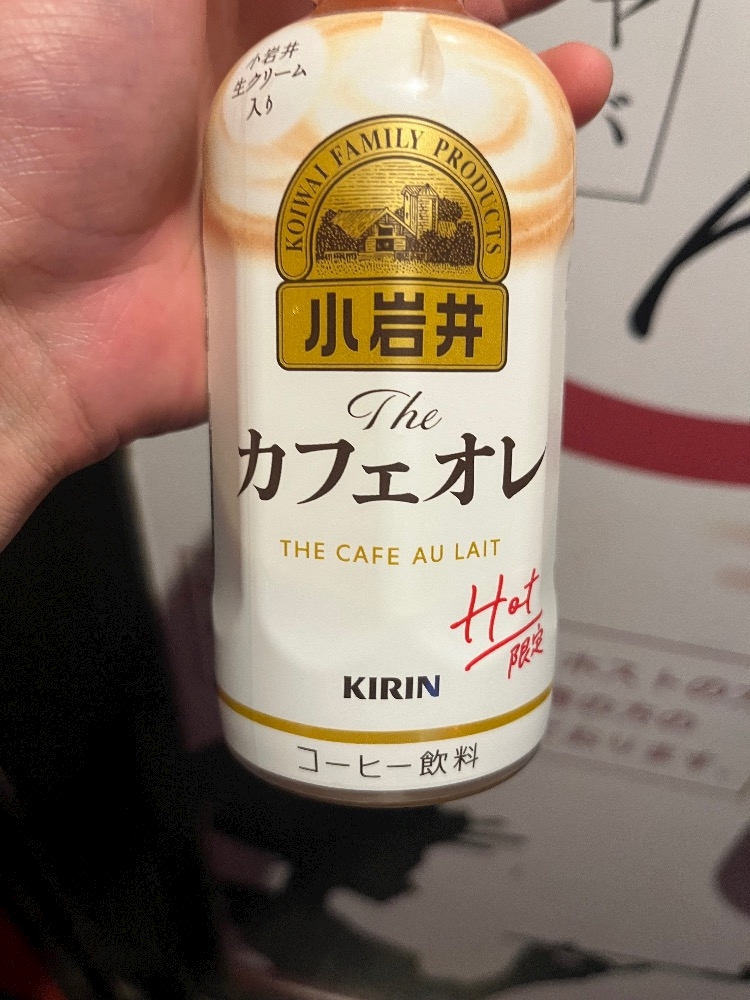 小岩井
生クリーム
入り
KOIWAI FAMILY PRODUCTS
小岩井
The
カフェオレ
THE CAFE AU LAIT
Hot
限定
KIRIN
コーヒー飲料